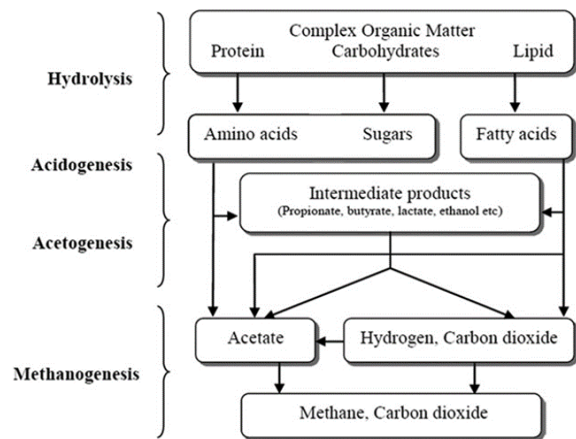 Complex Organic Matter
Protein Carbohydrates Lipid
Hydrolysis
Amino acids Sugars Fatty acids
Acidogenesis
Intermediate products
(Propionate, butyrate, lactate, ethanol etc)
Acetogenesis
Acetate Hydrogen, Carbon dioxide
Methanogenesis
Methane, Carbon dioxide